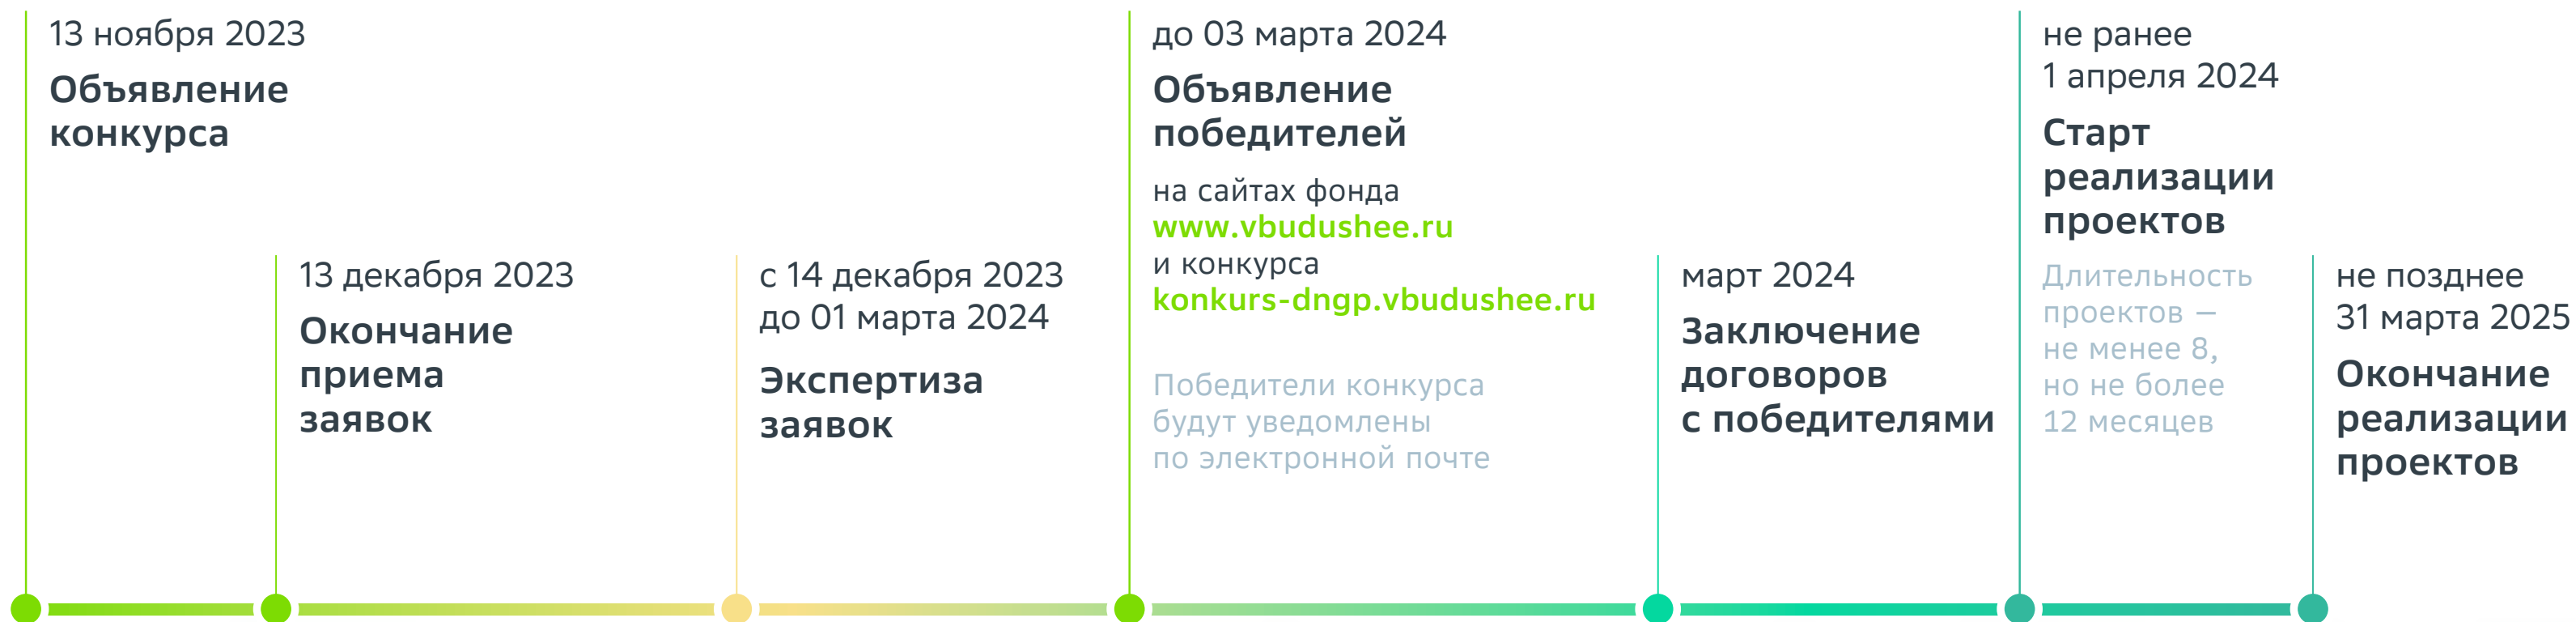 13 ноября 2023
Объявление
конкурса
13 декабря 2023
Окончание
приема
заявок
с 14 декабря 2023
до 01 марта 2024
Экспертиза
заявок
до 03 марта 2024
Объявление
победителей
на сайтах фонда
www.vbudushee.ru
и конкурса
konkurs-dngp.vbudushee.ru
Победители конкурса
будут уведомлены
по электронной почте
март 2024
Заключение
договоров
с победителями
не ранее
1 апреля 2024
Старт
реализации
проектов
Длительность
проектов —
не менее 8,
но не более
12 месяцев
не позднее
31 марта 2025
Окончание
реализации
проектов